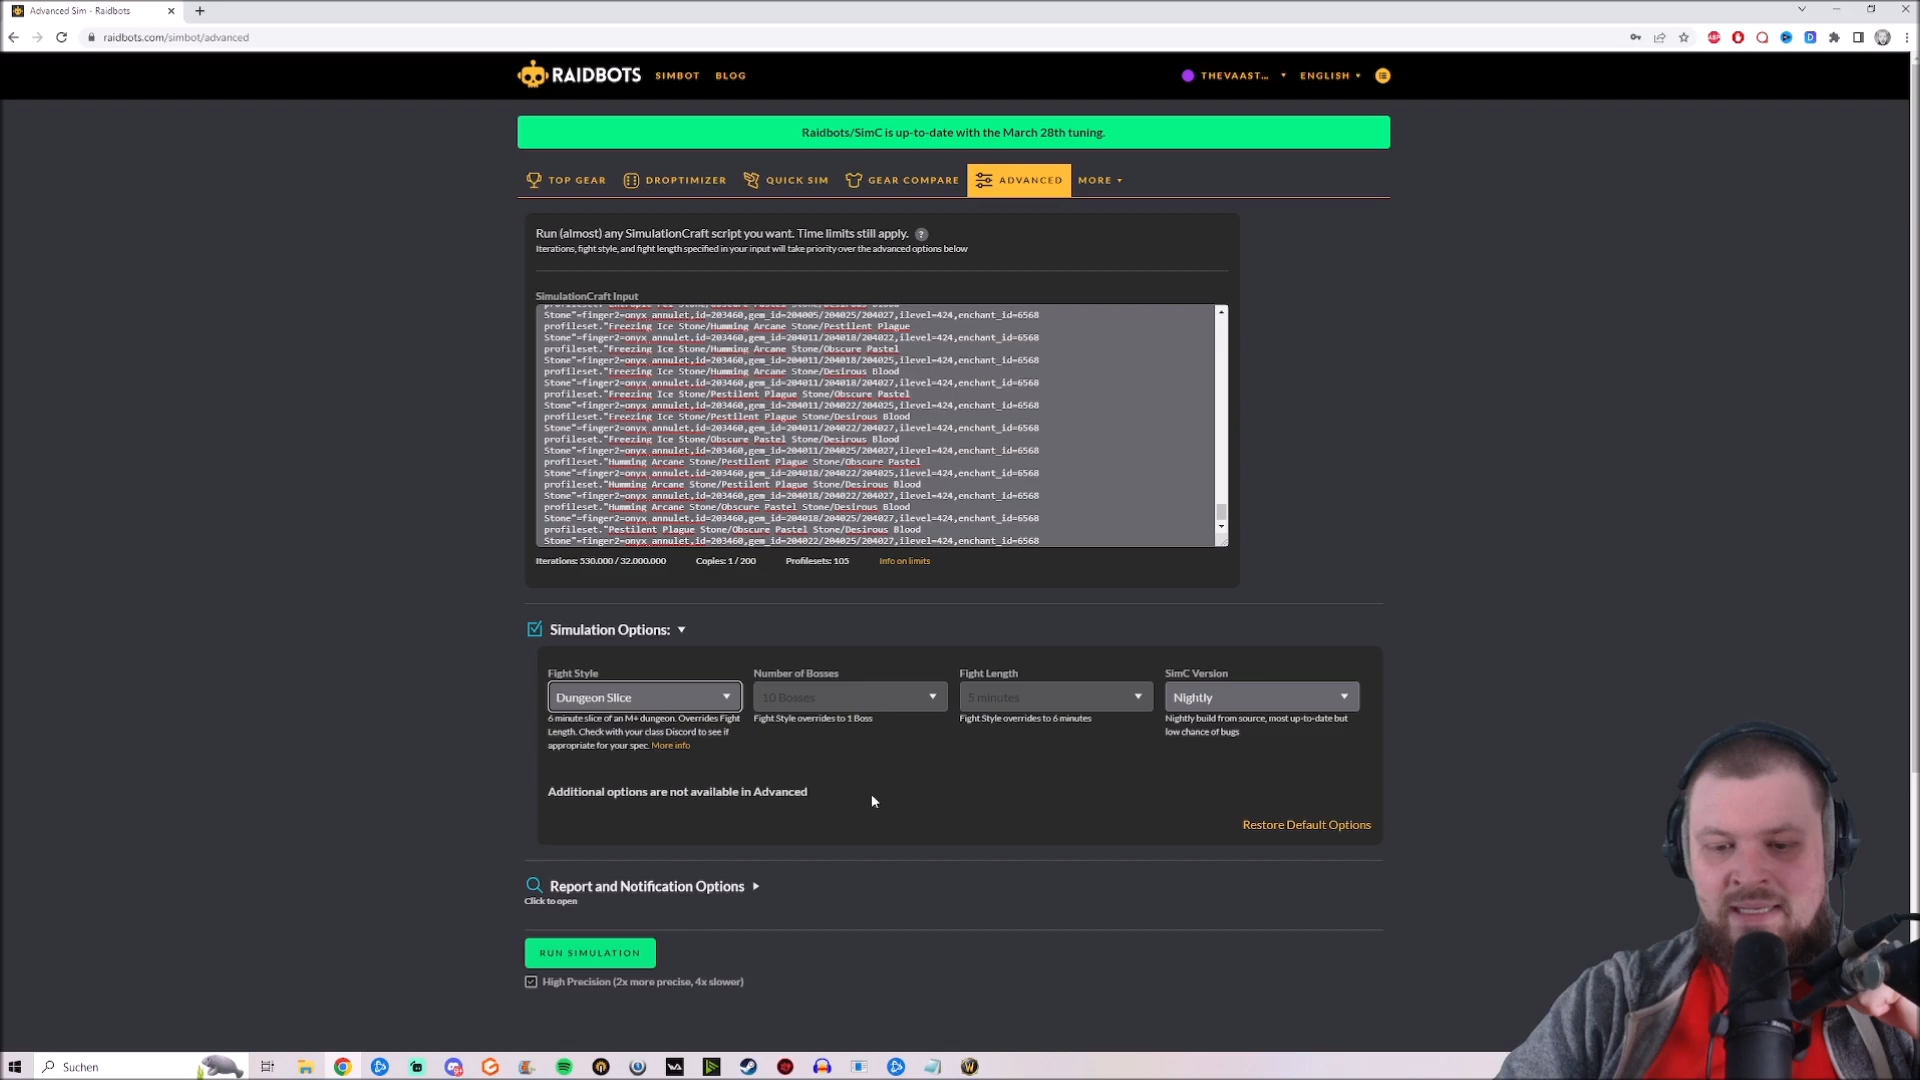 Advanced Sim - Raidbots
raidbots.com/simbot/advanced
RAIDBOTS SIMBOT BLOG THEVAAST... ENGLISH
Raidbots/SimC is up-to-date with the March 28th tuning.
TOP GEAR DROPTIMIZER QUICK SIM GEAR COMPARE ADVANCED MORE
Run (almost) any SimulationCraft script you want. Time limits still apply. ?
Iterations, fight style, and fight length specified in your input will take priority over the advanced options below
SimulationCraft Input
Stone"=finger2=onyx_annulet,id=203460,gem_id=204005/204025/204027,ilevel=424,enchant_id=6568
profileset."Freezing Ice Stone/Humming Arcane Stone/Pestilent Plague
Stone"=finger2=onyx_annulet,id=203460,gem_id=204011/204018/204022,ilevel=424,enchant_id=6568
profileset."Freezing Ice Stone/Humming Arcane Stone/Obscure Pastel
Stone"=finger2=onyx_annulet,id=203460,gem_id=204011/204018/204025,ilevel=424,enchant_id=6568
profileset."Freezing Ice Stone/Humming Arcane Stone/Desirous Blood
Stone"=finger2=onyx_annulet,id=203460,gem_id=204011/204018/204027,ilevel=424,enchant_id=6568
profileset."Freezing Ice Stone/Pestilent Plague Stone/Obscure Pastel
Stone"=finger2=onyx_annulet,id=203460,gem_id=204011/204022/204025,ilevel=424,enchant_id=6568
profileset."Freezing Ice Stone/Pestilent Plague Stone/Desirous Blood
Stone"=finger2=onyx_annulet,id=203460,gem_id=204011/204022/204027,ilevel=424,enchant_id=6568
profileset."Freezing Ice Stone/Obscure Pastel Stone/Desirous Blood
Stone"=finger2=onyx_annulet,id=203460,gem_id=204011/204025/204027,ilevel=424,enchant_id=6568
profileset."Humming Arcane Stone/Pestilent Plague Stone/Obscure Pastel
Stone"=finger2=onyx_annulet,id=203460,gem_id=204018/204022/204025,ilevel=424,enchant_id=6568
profileset."Humming Arcane Stone/Pestilent Plague Stone/Desirous Blood
Stone"=finger2=onyx_annulet,id=203460,gem_id=204018/204022/204027,ilevel=424,enchant_id=6568
profileset."Humming Arcane Stone/Obscure Pastel Stone/Desirous Blood
Stone"=finger2=onyx_annulet,id=203460,gem_id=204018/204025/204027,ilevel=424,enchant_id=6568
profileset."Pestilent Plague Stone/Obscure Pastel Stone/Desirous Blood
Stone"=finger2=onyx_annulet,id=203460,gem_id=204022/204025/204027,ilevel=424,enchant_id=6568
Iterations: 530.000 / 32.000.000 Copies: 1 / 200 Profilesets: 105 Info on limits
Simulation Options:
Fight Style Number of Bosses Fight Length SimC Version
Dungeon Slice 10 Bosses 5 minutes Nightly
6 minute slice of an M+ dungeon. Overrides Fight Fight Style overrides to 1 Boss Fight Style overrides to 6 minutes Nightly build from source, most up-to-date but
Length. Check with your class Discord to see if low chance of bugs
appropriate for your spec. More info
Additional options are not available in Advanced
Restore Default Options
Report and Notification Options
Click to open
RUN SIMULATION
High Precision (2x more precise, 4x slower)
Suchen